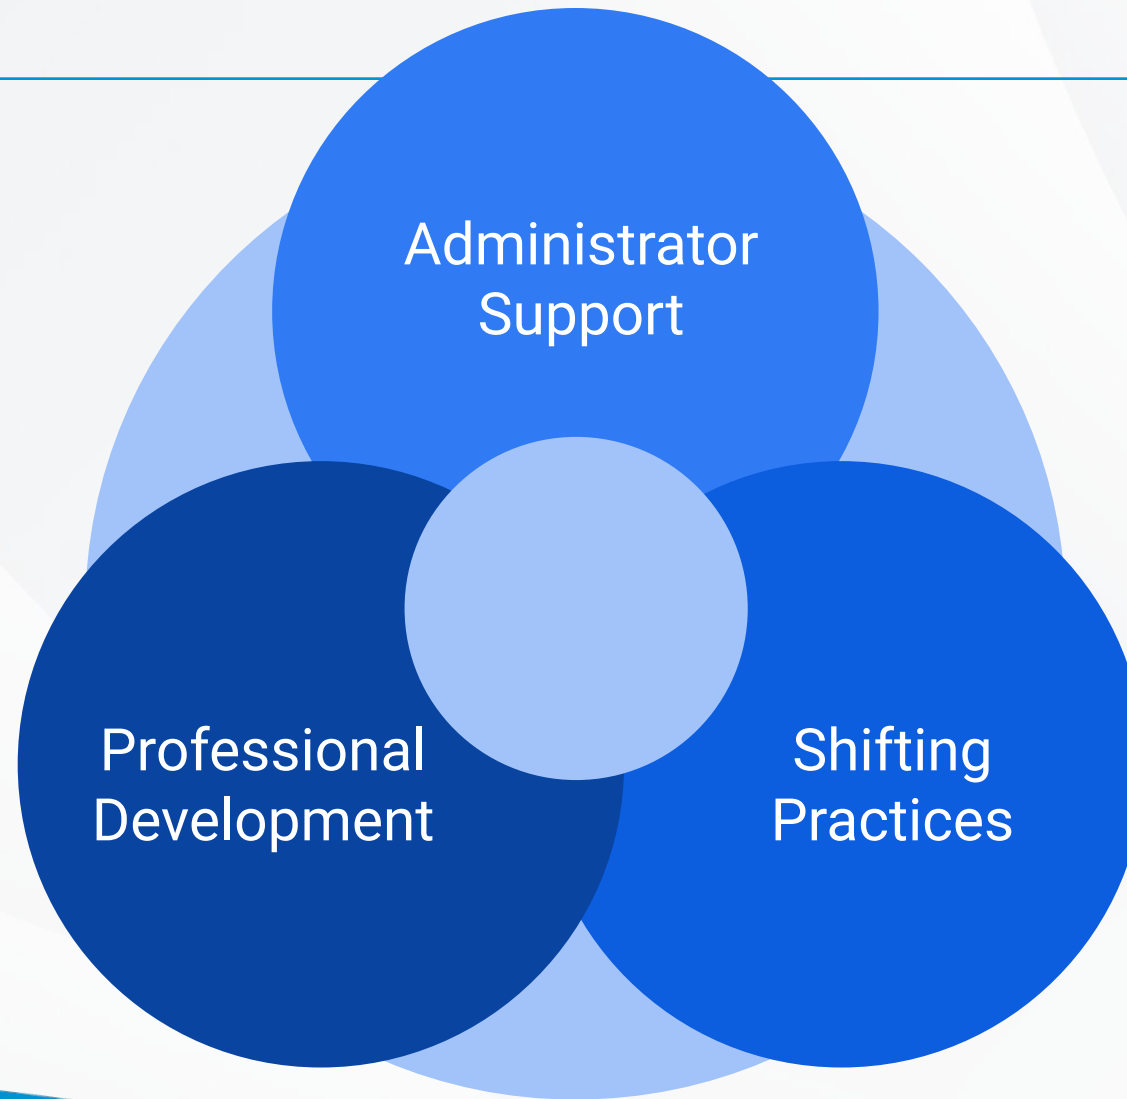 Administrator
Support
Professional
Development
Shifting
Practices